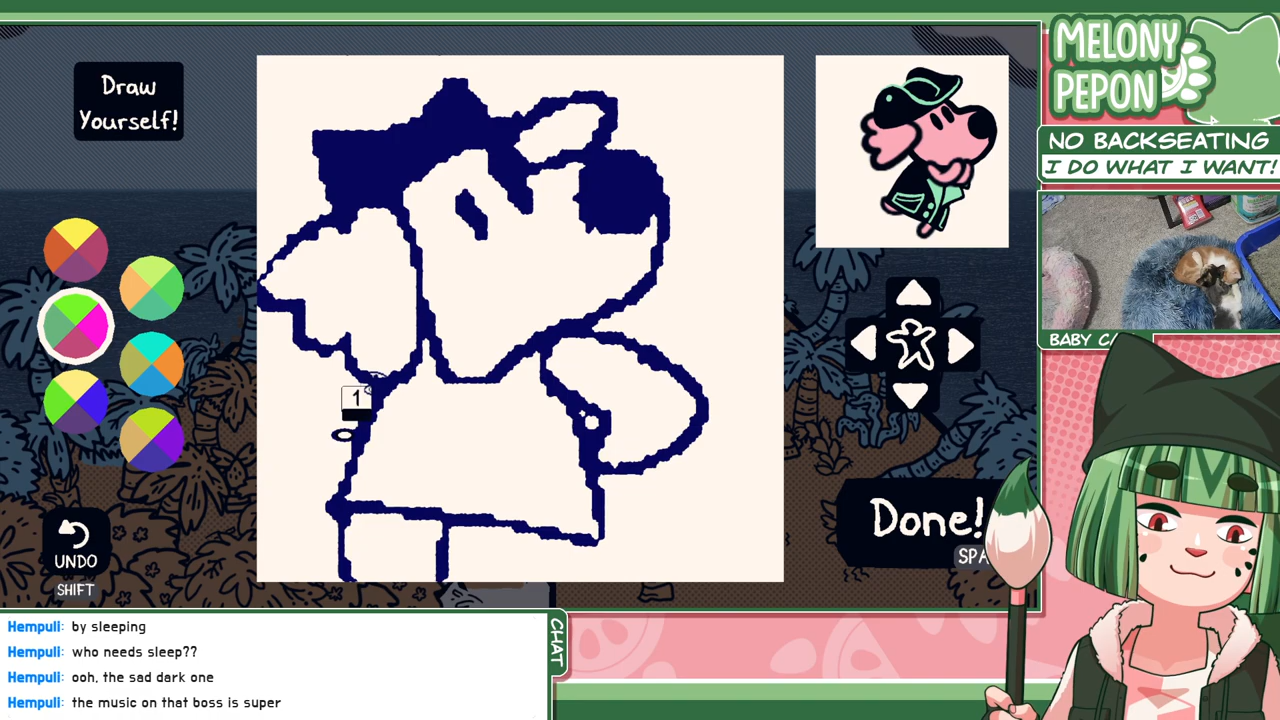 Draw
Yourself!
MELONY
PEPON
NO BACKSEATING
I DO WHAT I WANT!
BABY
1
Done!
SPA
UNDO
SHIFT
CHAT
Hempuli: by sleeping
Hempuli: who needs sleep??
Hempuli: ooh, the sad dark one
Hempuli: the music on that boss is super